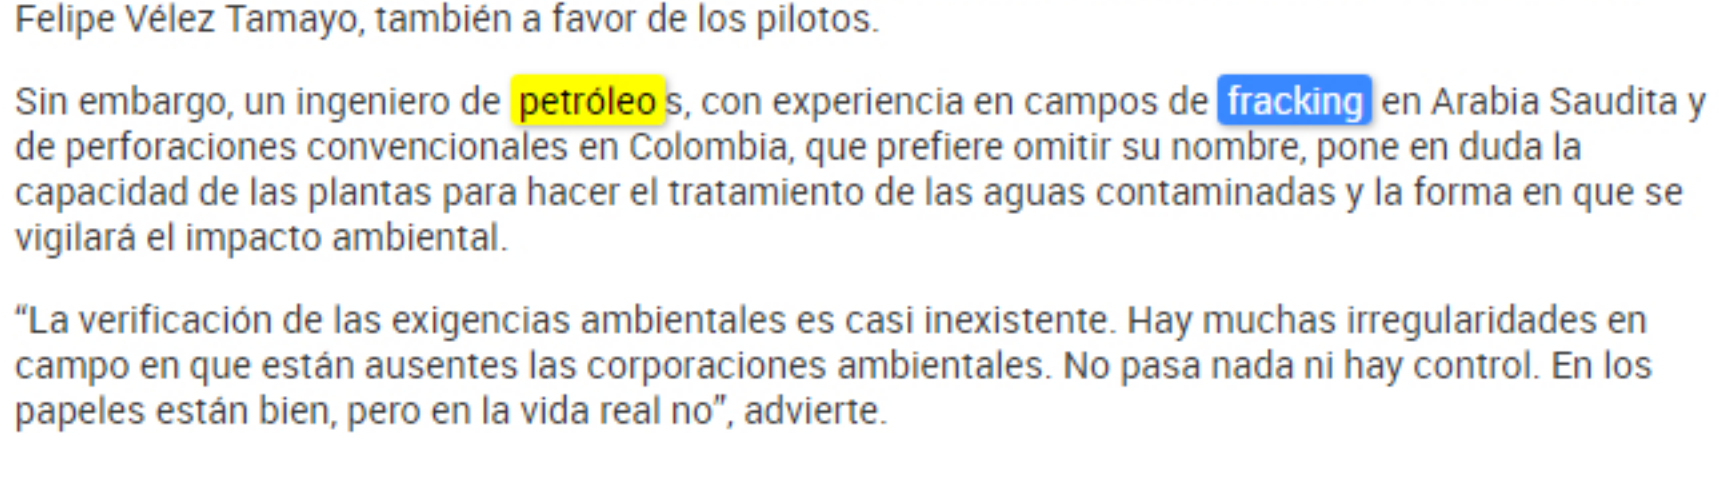 Felipe Vélez Tamayo, también a favor de los pilotos.
Sin embargo, un ingeniero de petróleos, con experiencia en campos de fracking en Arabia Saudita y
de perforaciones convencionales en Colombia, que prefiere omitir su nombre, pone en duda la
capacidad de las plantas para hacer el tratamiento de las aguas contaminadas y la forma en que se
vigilará el impacto ambiental.
“La verificación de las exigencias ambientales es casi inexistente. Hay muchas irregularidades en
campo en que están ausentes las corporaciones ambientales. No pasa nada ni hay control. En los
papeles están bien, pero en la vida real no”, advierte.